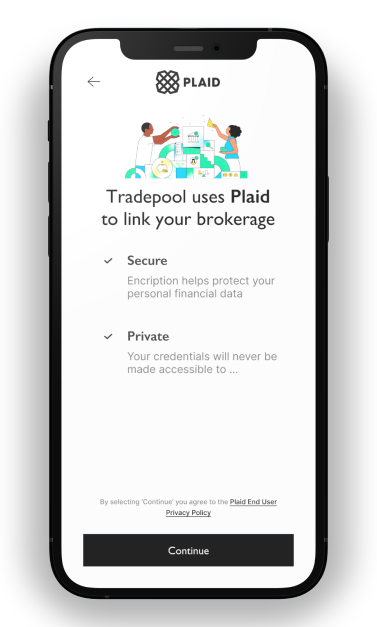 PLAID
Tradepool uses Plaid
to link your brokerage
Secure
Encription helps protect your
personal financial data
Private
Your credentials will never be
made accessible to ...
By selecting 'Continue' you agree to the Plaid End User
Privacy Policy
Continue